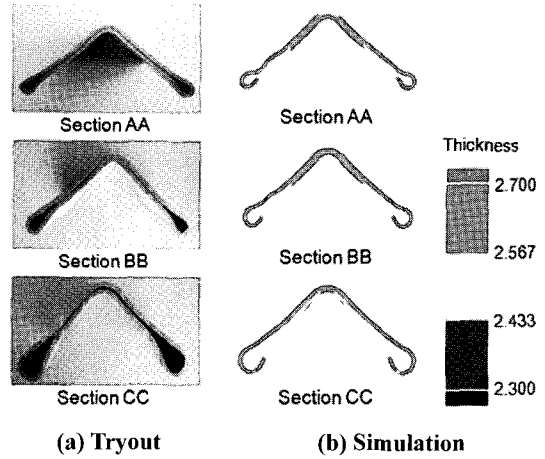 Section AA
Section AA
Section BB
Section BB
Section CC
Section CC
Thickness
2.700
2.567
2.433
2.300
(a) Tryout
(b) Simulation